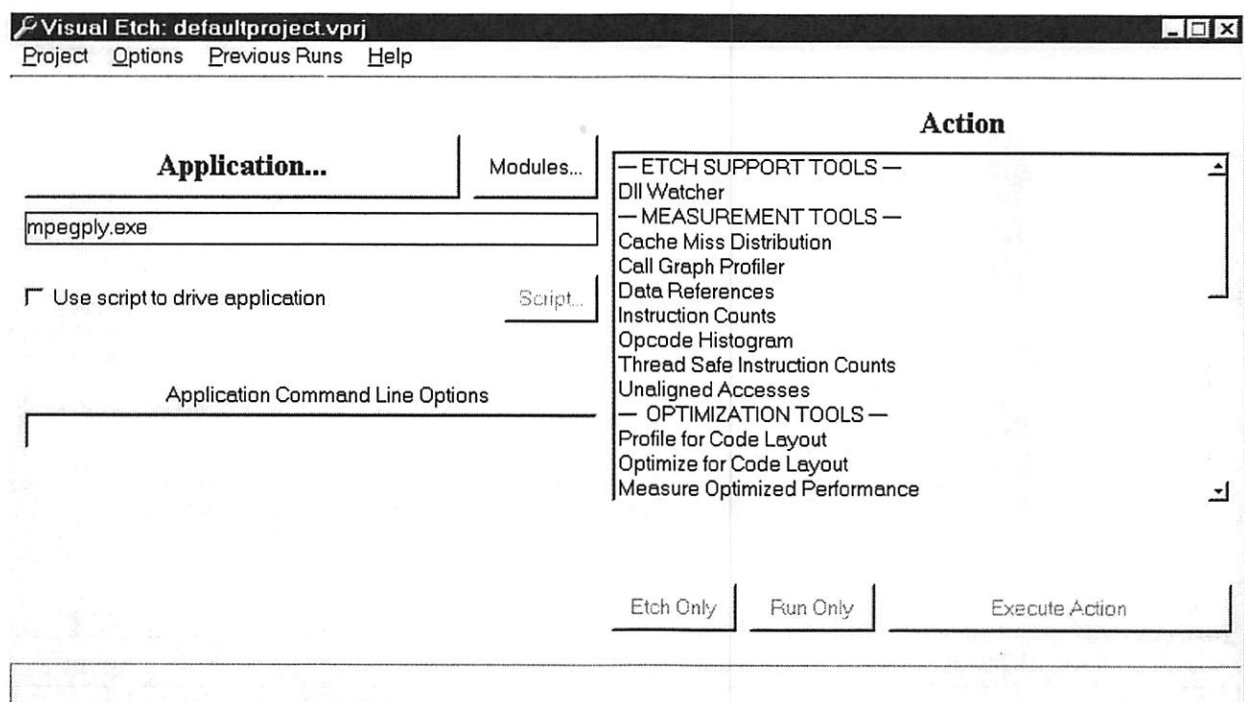 Visual Etch: defaultproject.vprj
Project Options Previous Runs Help
Application...
Modules...
mpegply.exe
Use script to drive application
Script...
Application Command Line Options
Action
— ETCH SUPPORT TOOLS —
Dll Watcher
— MEASUREMENT TOOLS —
Cache Miss Distribution
Call Graph Profiler
Data References
Instruction Counts
Opcode Histogram
Thread Safe Instruction Counts
Unaligned Accesses
— OPTIMIZATION TOOLS —
Profile for Code Layout
Optimize for Code Layout
Measure Optimized Performance
Etch Only
Run Only
Execute Action